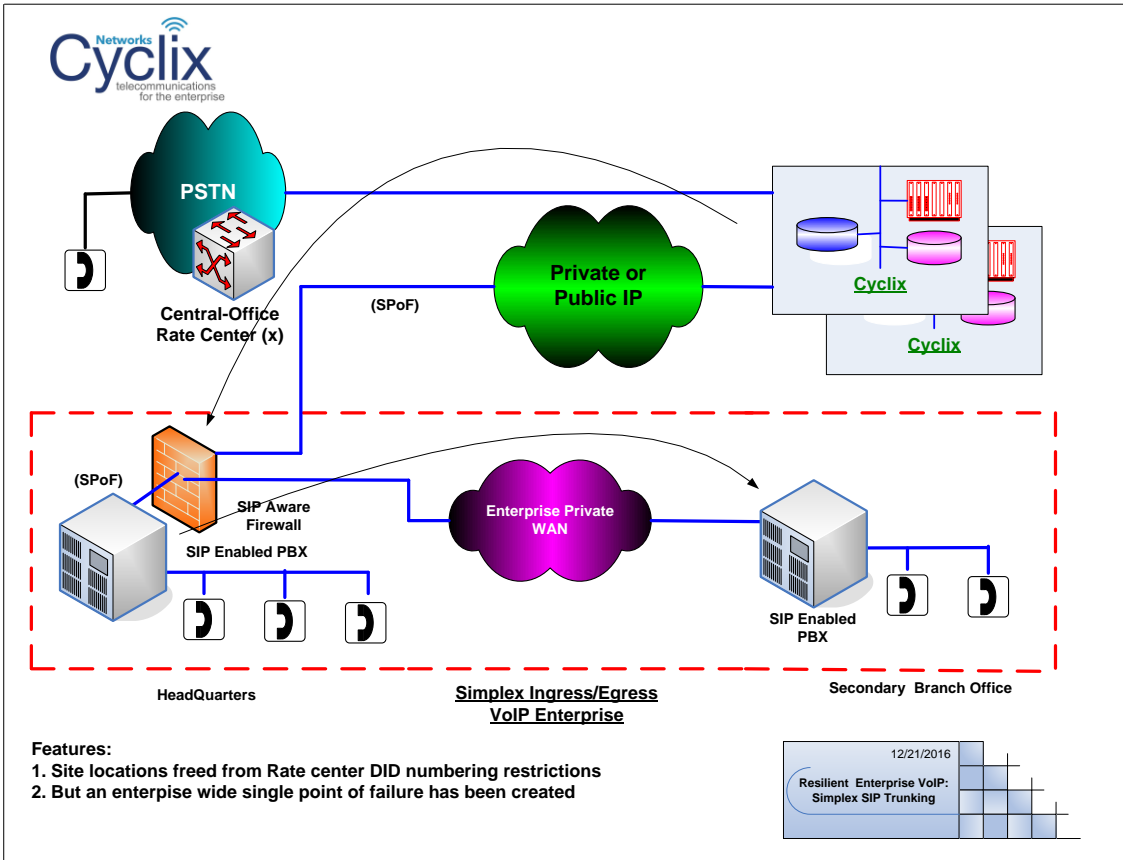 Networks
Cyclix
telecommunications
for the enterprise
PSTN
Central-Office
Rate Center (x)
(SPoF)
Private or
Public IP
Cyclix
Cyclix
(SPoF)
SIP Aware
Firewall
SIP Enabled PBX
Enterprise Private
WAN
SIP Enabled
PBX
HeadQuarters
Simplex Ingress/Egress
VoIP Enterprise
Secondary Branch Office
Features:
1. Site locations freed from Rate center DID numbering restrictions
2. But an enterpise wide single point of failure has been created
12/21/2016
Resilient Enterprise VoIP:
Simplex SIP Trunking